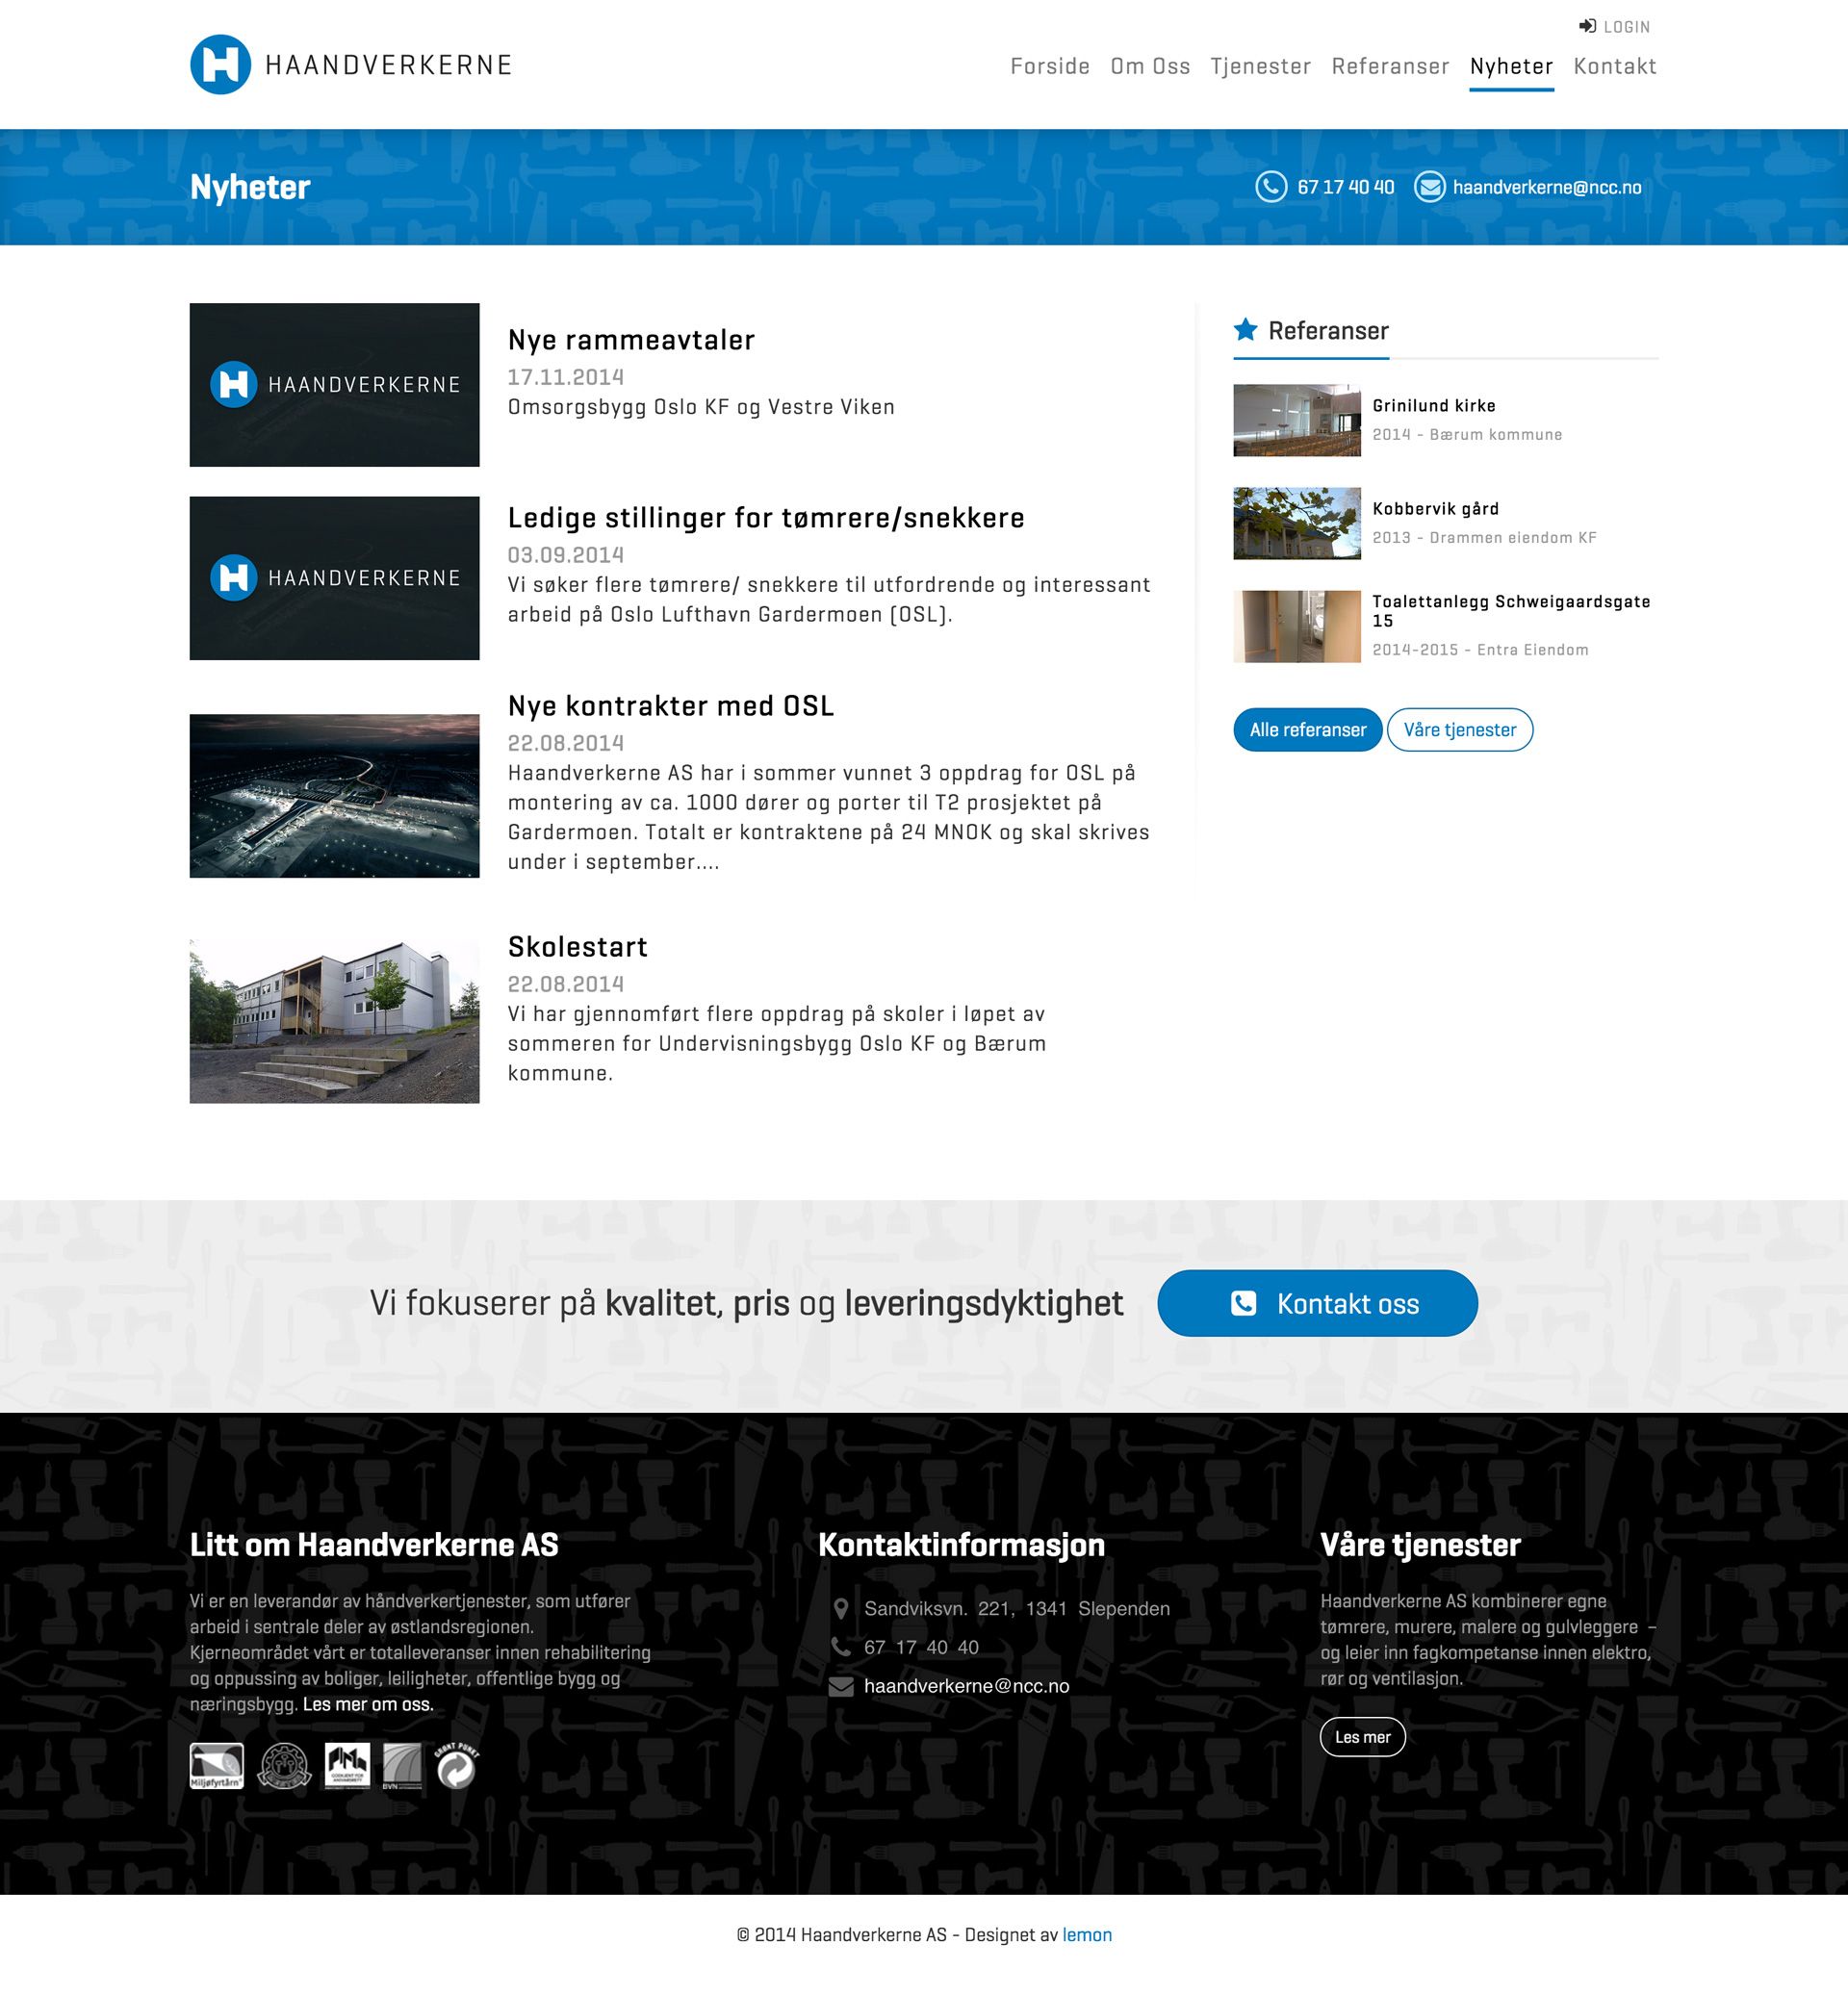 HAANDVERKERNE
LOGIN
Forside Om Oss Tjenester Referanser Nyheter Kontakt
Nyheter
67 17 40 40 haandverkerne@ncc.no
HAANDVERKERNE
Nye rammeavtaler
17.11.2014
Omsorgsbygg Oslo KF og Vestre Viken
HAANDVERKERNE
Ledige stillinger for tømrere/snekkere
03.09.2014
Vi søker flere tømrere/ snekkere til utfordrende og interessant
arbeid på Oslo Lufthavn Gardermoen (OSL).
Nye kontrakter med OSL
22.08.2014
Haandverkerne AS har i sommer vunnet 3 oppdrag for OSL på
montering av ca. 1000 dører og porter til T2 prosjektet på
Gardermoen. Totalt er kontraktene på 24 MNOK og skal skrives
under i september....
Skolestart
22.08.2014
Vi har gjennomført flere oppdrag på skoler i løpet av
sommeren for Undervisningsbygg Oslo KF og Bærum
kommune.
Referanser
Grinilund kirke
2014 - Bærum kommune
Kobbervik gård
2013 - Drammen eiendom KF
Toalettanlegg Schweigaardsgate
15
2014-2015 - Entra Eiendom
Alle referanser Våre tjenester
Vi fokuserer på kvalitet, pris og leveringsdyktighet
Kontakt oss
Litt om Haandverkerne AS
Vi er en leverandør av håndverkertjenester, som utfører
arbeid i sentrale deler av østlandsregionen.
Kjerneområdet vårt er totalleveranser innen rehabilitering
og oppussing av boliger, leiligheter, offentlige bygg og
næringsbygg. Les mer om oss.
Miljøfyrtårn
BVN
GRØNT PUNKT
Kontaktinformasjon
Sandviksvn. 221, 1341 Slependen
67 17 40 40
haandverkerne@ncc.no
Våre tjenester
Haandverkerne AS kombinerer egne
tømrere, murere, malere og gulvleggere –
og leier inn fagkompetanse innen elektro,
rør og ventilasjon.
Les mer
© 2014 Haandverkerne AS - Designet av lemon